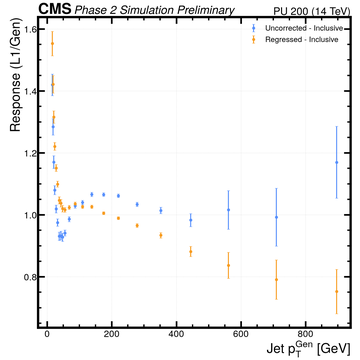 CMS Phase 2 Simulation Preliminary PU 200 (14 TeV)
Uncorrected - Inclusive
Regressed - Inclusive
Response (L1/Gen)
1.6
1.4
1.2
1.0
0.8
0 200 400 600 800
Jet p_T^Gen [GeV]